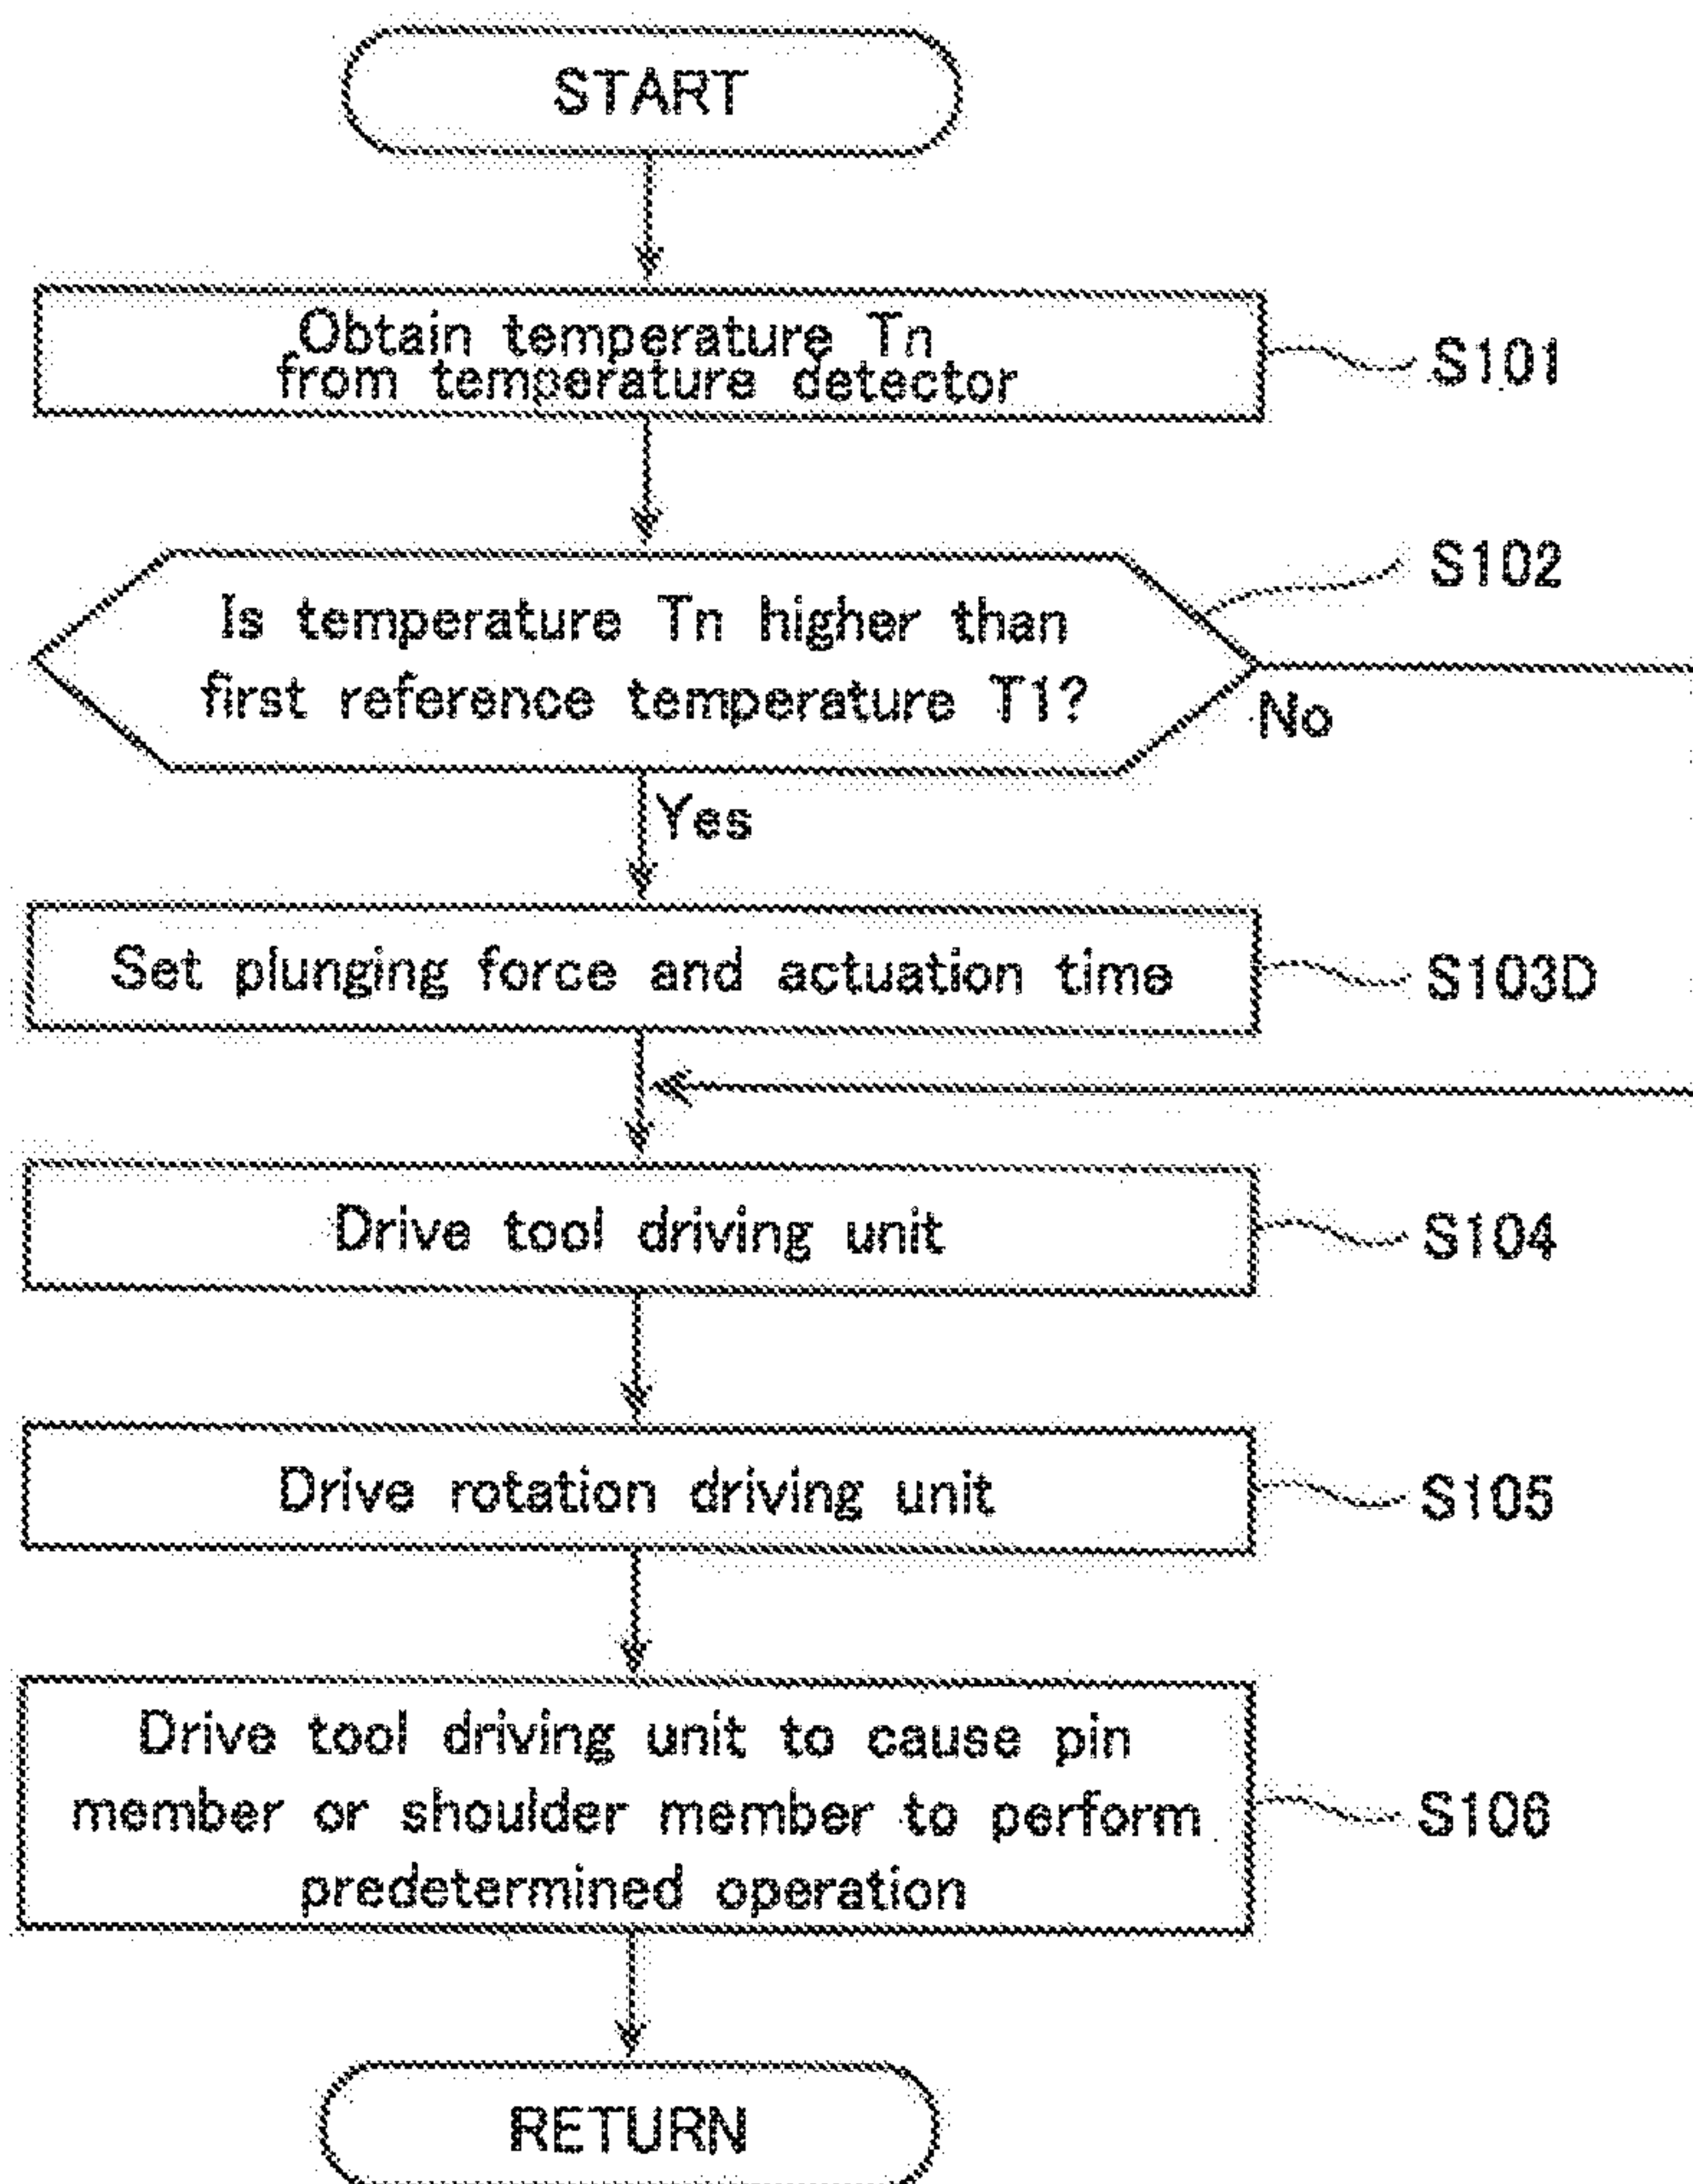 START
Obtain temperature Tn
from temperature detector
S101
S102
Is temperature Tn higher than
first reference temperature T1?
No
Yes
Set plunging force and actuation time
S103D
Drive tool driving unit
S104
Drive rotation driving unit
S105
Drive tool driving unit to cause pin
member or shoulder member to perform
predetermined operation
S106
RETURN